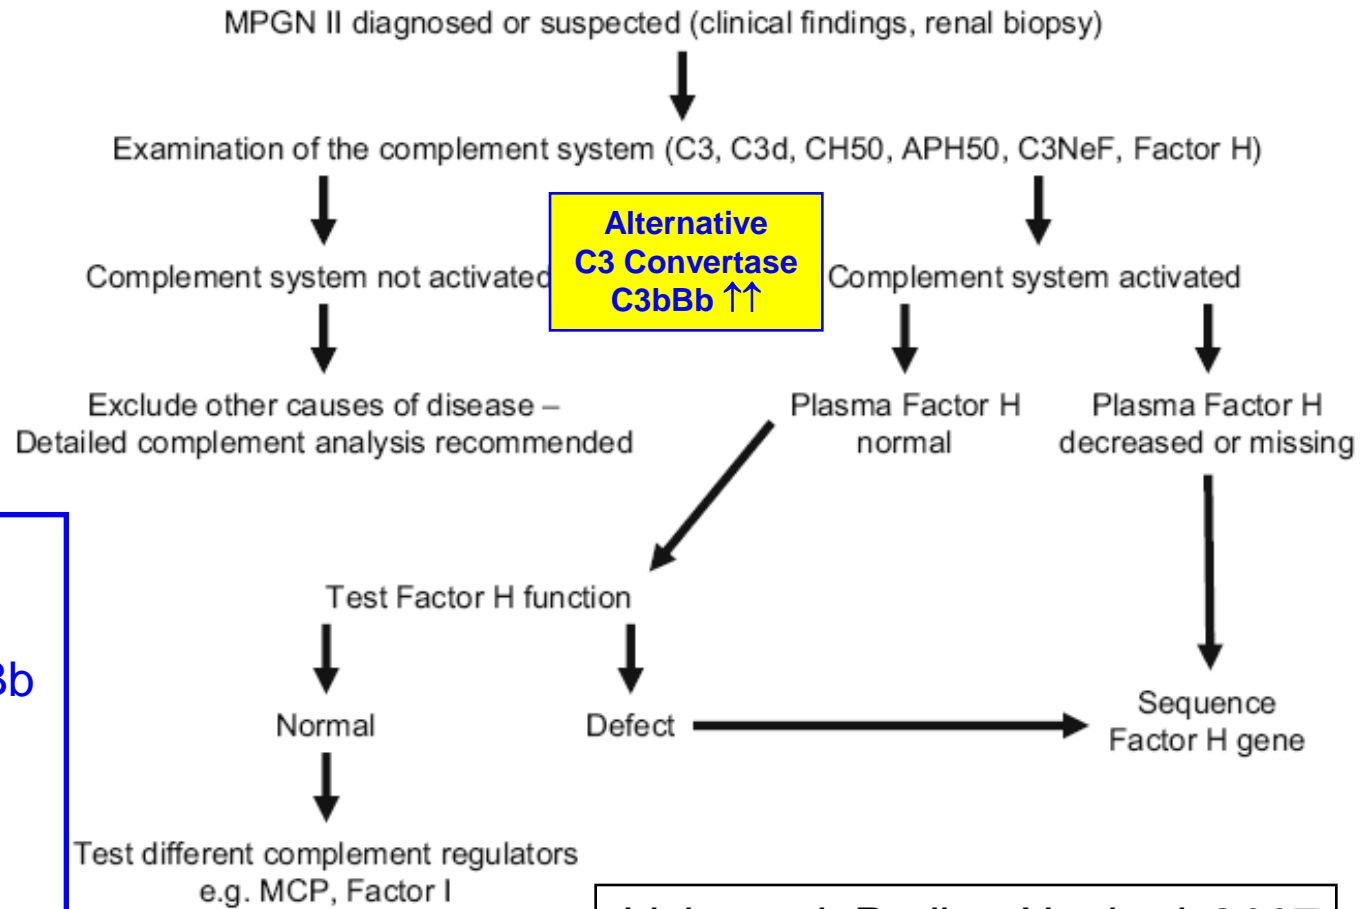 MPGN II diagnosed or suspected (clinical findings, renal biopsy)
Examination of the complement system (C3, C3d, CH50, APH50, C3NeF, Factor H)
Alternative
C3 Convertase
C3bBb ↑↑
Complement system not activated
Complement system activated
Exclude other causes of disease –
Detailed complement analysis recommended
Plasma Factor H
normal
Plasma Factor H
decreased or missing
Test Factor H function
Normal
Defect
Sequence
Factor H gene
Test different complement regulators
e.g. MCP, Factor I